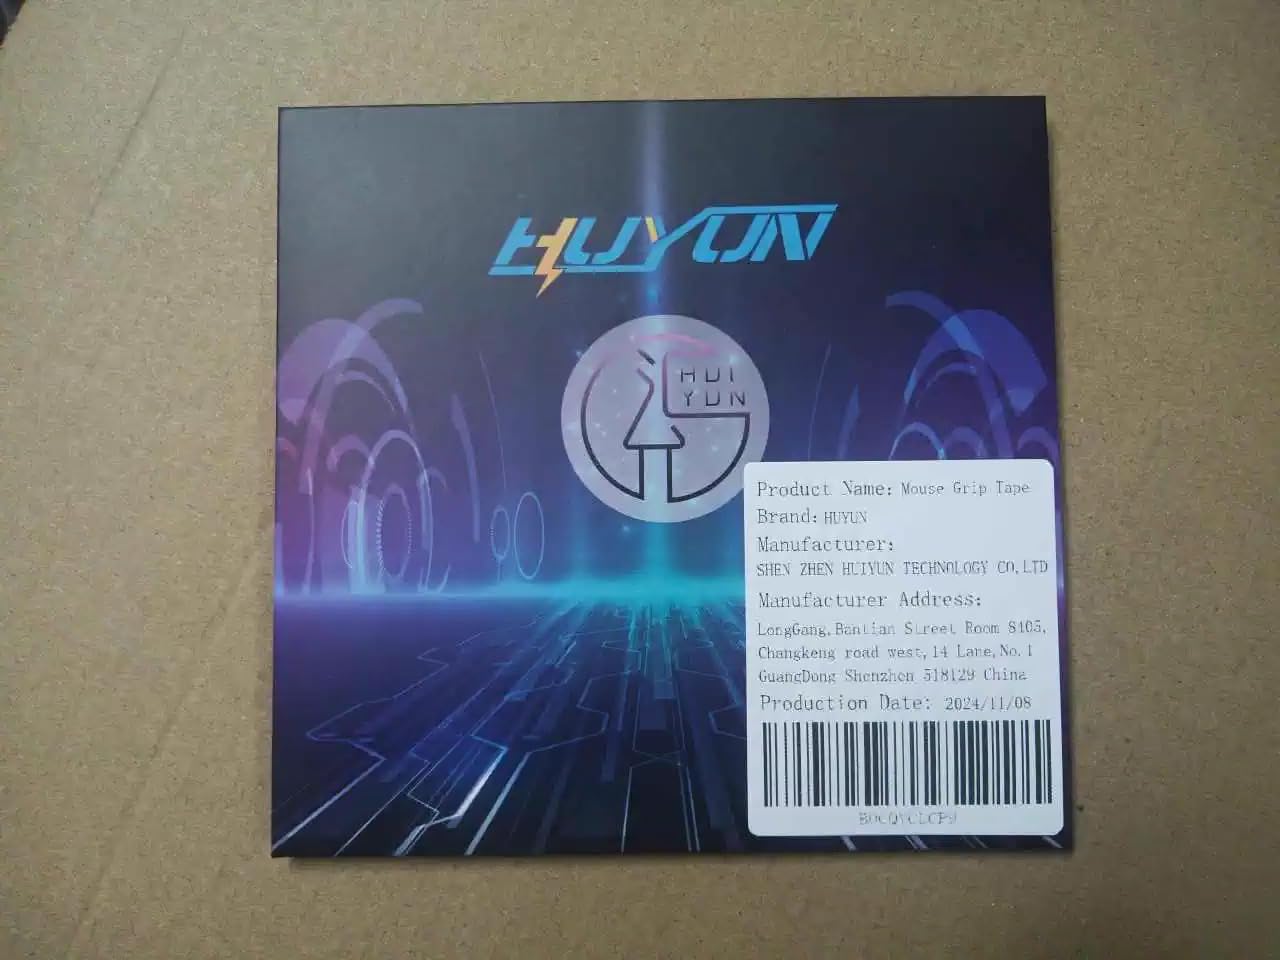 HUYUN
HUI
YUN
Product Name: Mouse Grip Tape
Brand: HUYUN
Manufacturer:
SHEN ZHEN HUIYUN TECHNOLOGY CO,LTD
Manufacturer Address:
LongGang,Bantian Street Room 8405,
Changkeng road west,14 Lane,No.1
GuangDong Shenzhen 518129 China
Production Date: 2024/11/08